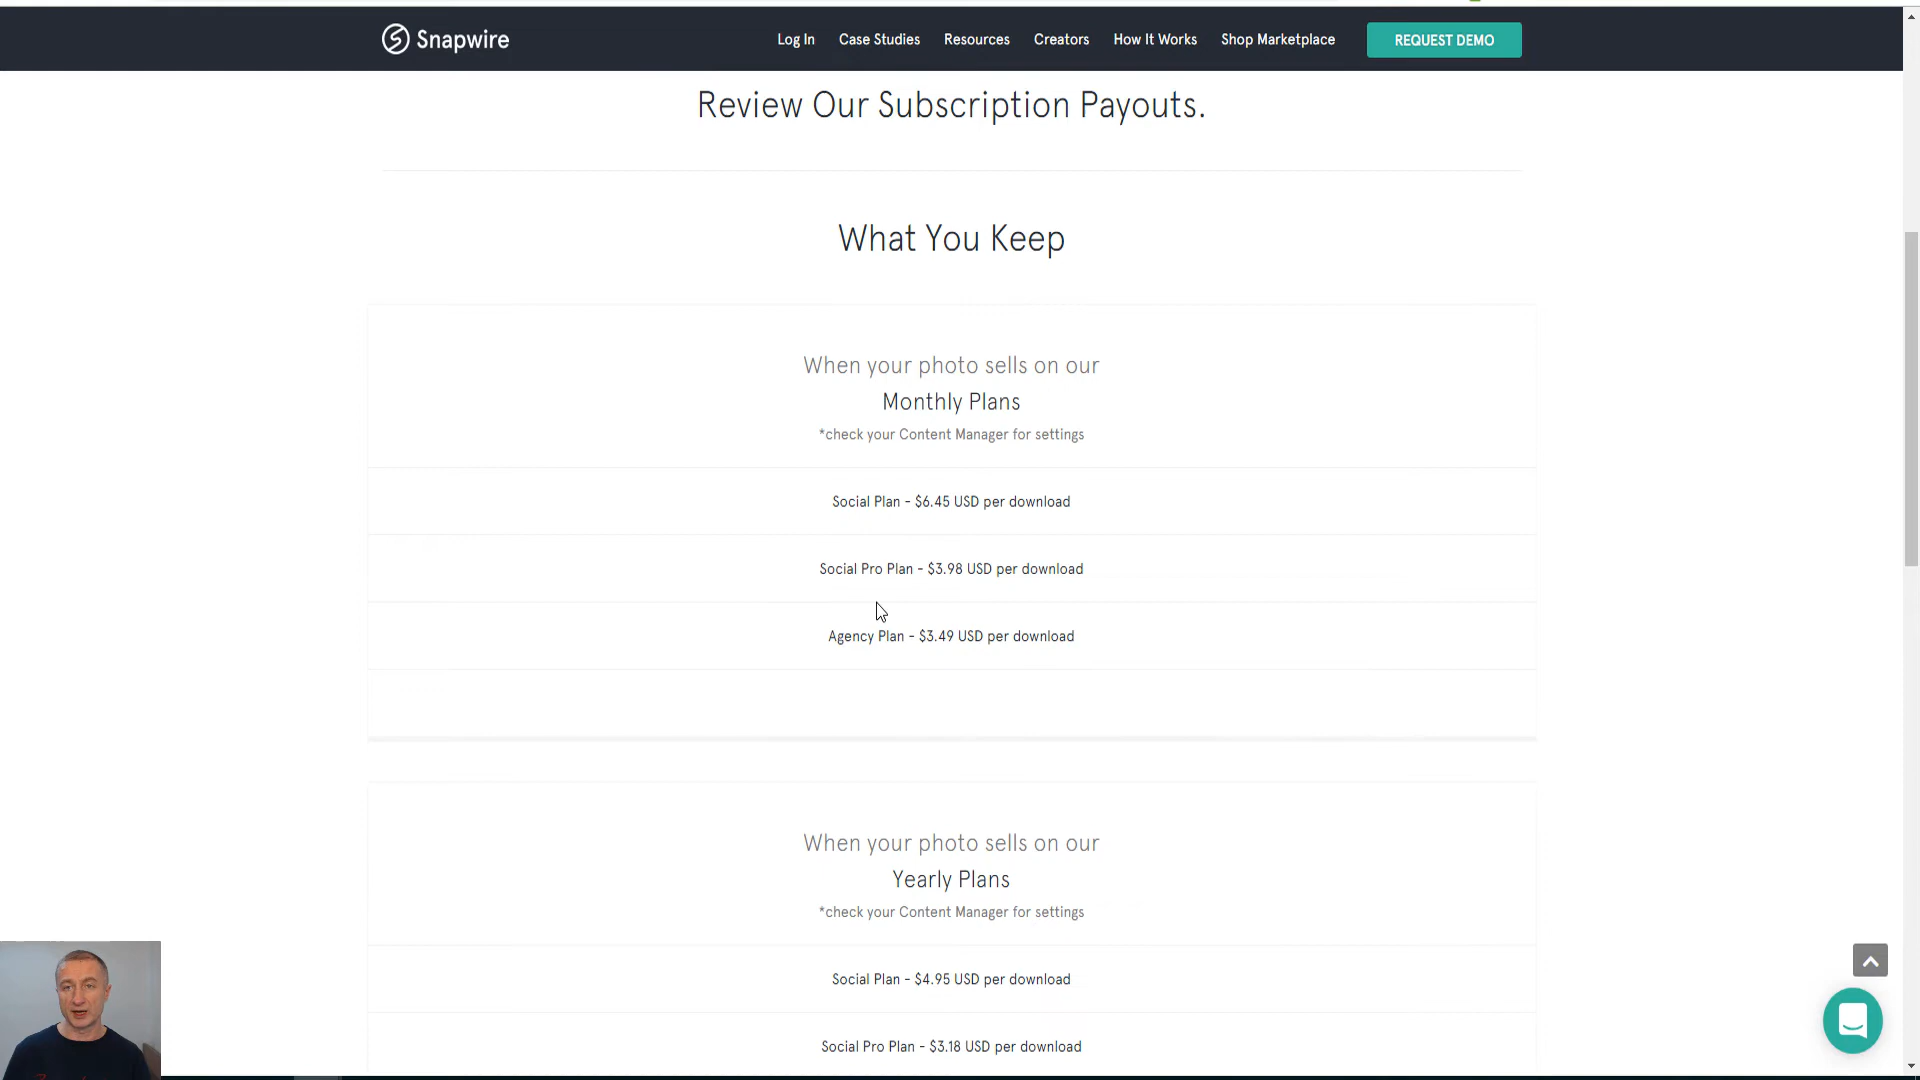 Snapwire
Log In
Case Studies
Resources
Creators
How It Works
Shop Marketplace
REQUEST DEMO
Review Our Subscription Payouts.
What You Keep
When your photo sells on our
Monthly Plans
*check your Content Manager for settings
Social Plan - $6.45 USD per download
Social Pro Plan - $3.98 USD per download
Agency Plan - $3.49 USD per download
When your photo sells on our
Yearly Plans
*check your Content Manager for settings
Social Plan - $4.95 USD per download
Social Pro Plan - $3.18 USD per download